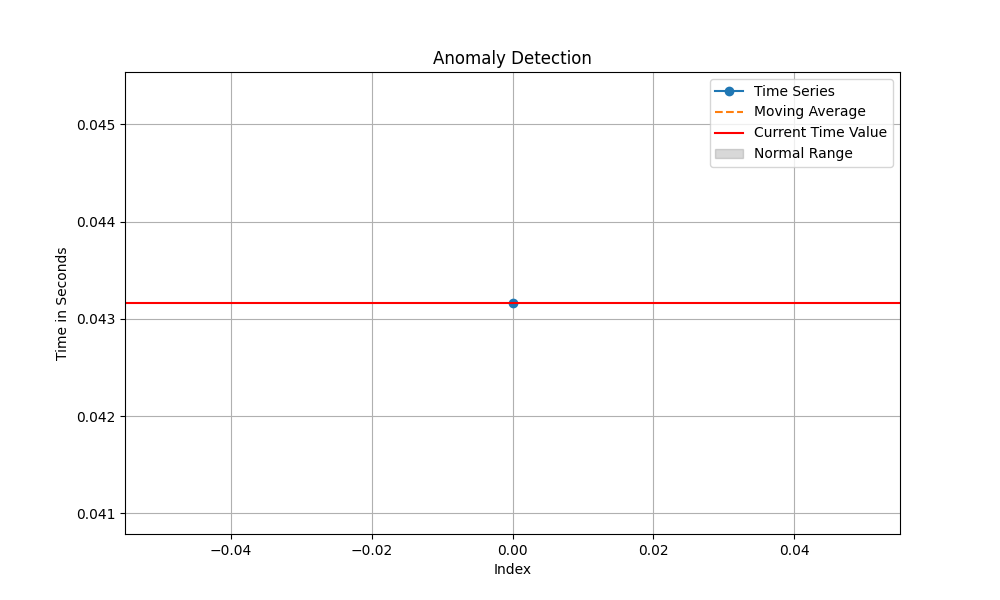 Anomaly Detection
Time Series
Moving Average
Current Time Value
Normal Range
Time in Seconds
0.045
0.044
0.043
0.042
0.041
−0.04
−0.02
0.00
0.02
0.04
Index